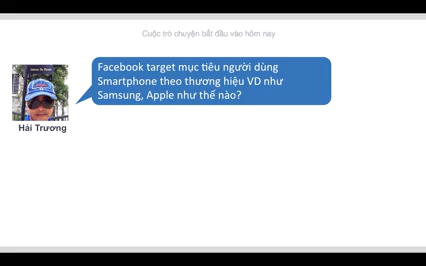 Cuộc trò chuyện bắt đầu vào hôm nay
Facebook target mục tiêu người dùng
Smartphone theo thương hiệu VD như
Samsung, Apple như thế nào?
Hải Trương